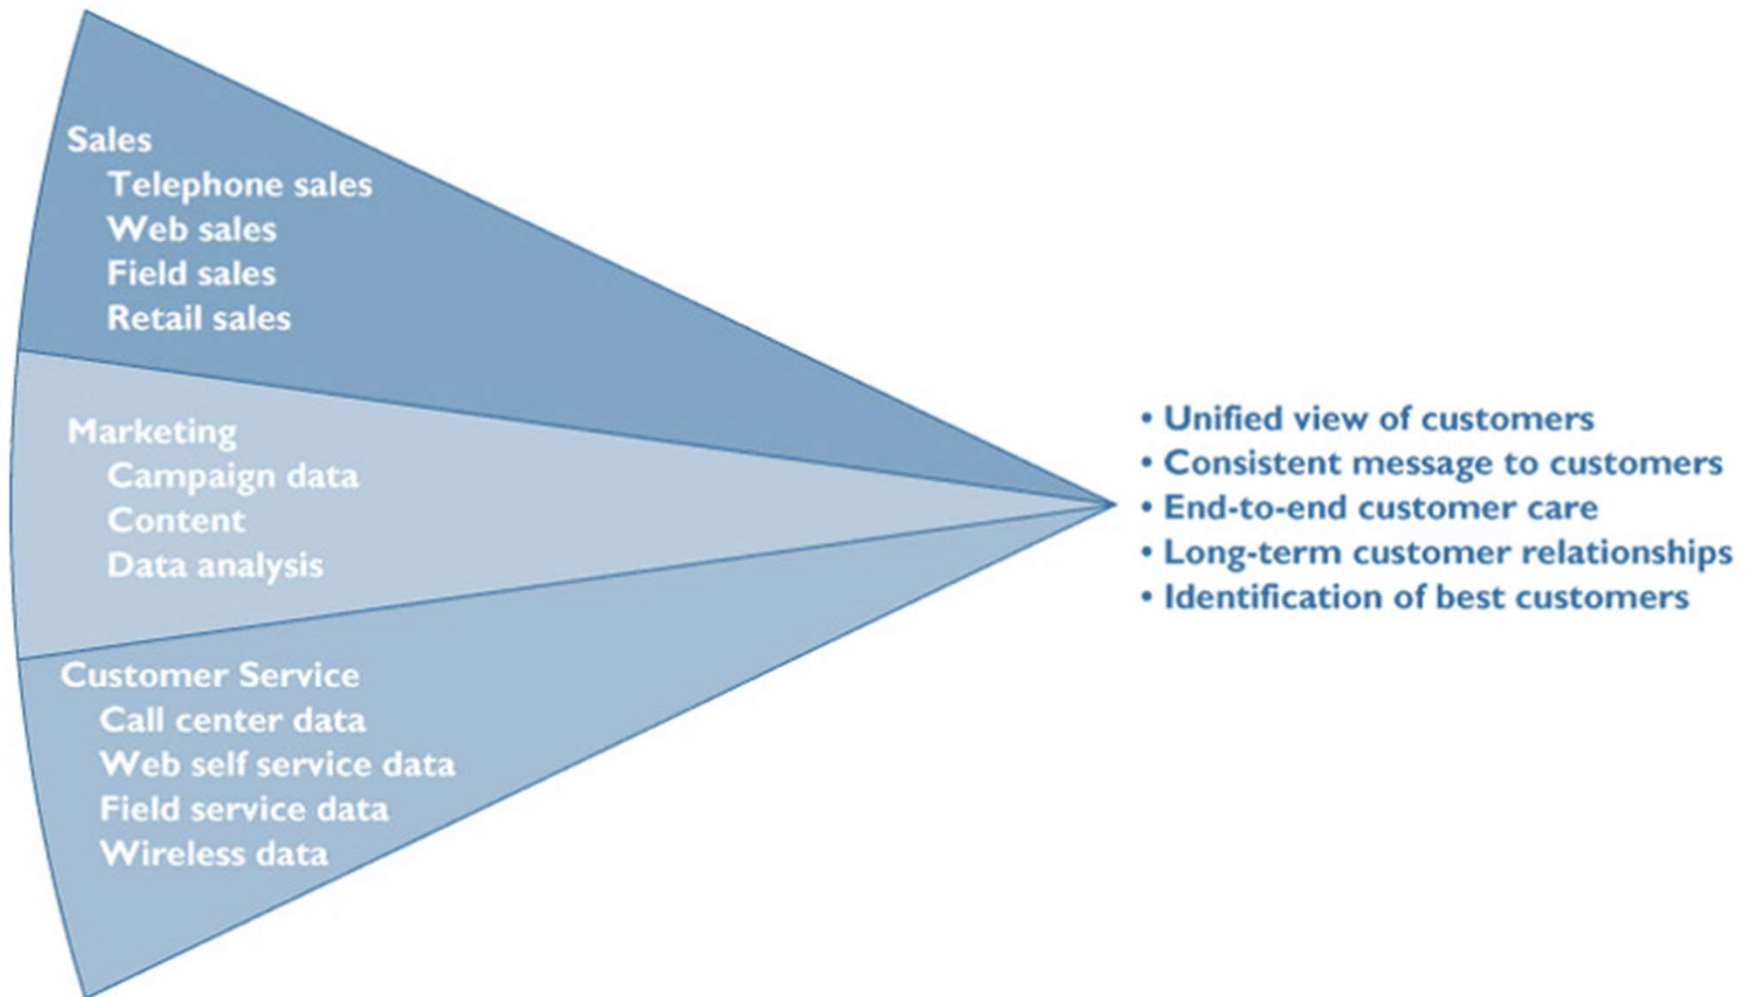 Sales
Telephone sales
Web sales
Field sales
Retail sales
Marketing
Campaign data
Content
Data analysis
Customer Service
Call center data
Web self service data
Field service data
Wireless data
• Unified view of customers
• Consistent message to customers
• End-to-end customer care
• Long-term customer relationships
• Identification of best customers